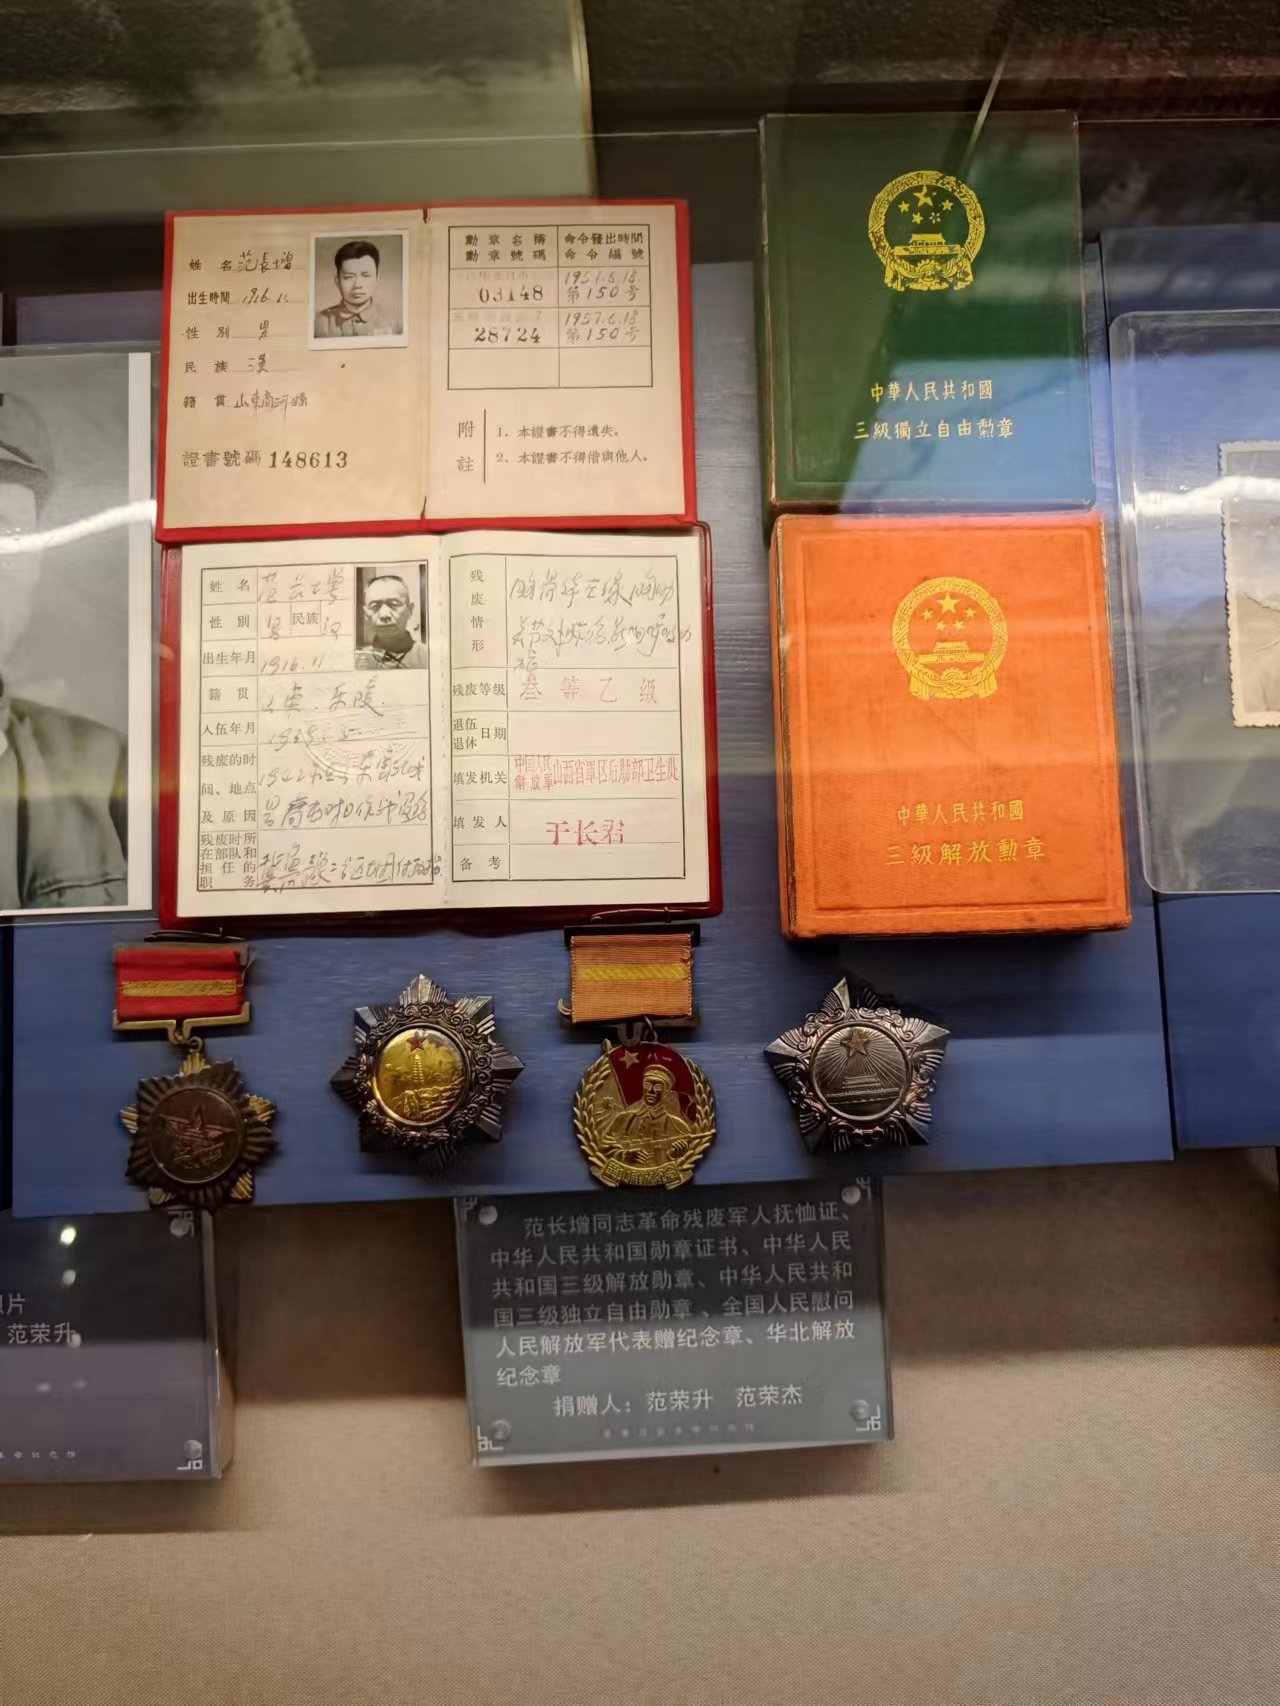 姓 名 范長增
出生時間 1916.11.
性 別 男
民 族 漢
籍 貫 山東商河縣
證書號碼 148613
勳 章 名 稱 命令發出時間
勳 章 號 碼 命 令 編 號
1957.6.18.
03148 第150号
1957.6.18.
28724 第150号
附註
1、本證書不得遺失。
2、本證書不得借與他人。
中華人民共和國
三級獨立自由勳章
姓 名
性 别 男 民族 汉
出生年月 1916.11
籍 贯
入伍年月
残废的时间、地点及原因
残废时所在部队和担任的职务
残废情形
残废等级 叁等乙级
退伍退休日期
填发机关 中国人民解放军山西省军区后勤部卫生处
填发人 于长君
备 考
中華人民共和國
三級解放勳章
八一
片
范荣升
范长增同志革命残废军人抚恤证、
中华人民共和国勋章证书、中华人民
共和国三级解放勋章、中华人民共和
国三级独立自由勋章、全国人民慰问
人民解放军代表赠纪念章、华北解放
纪念章
捐赠人：范荣升 范荣杰